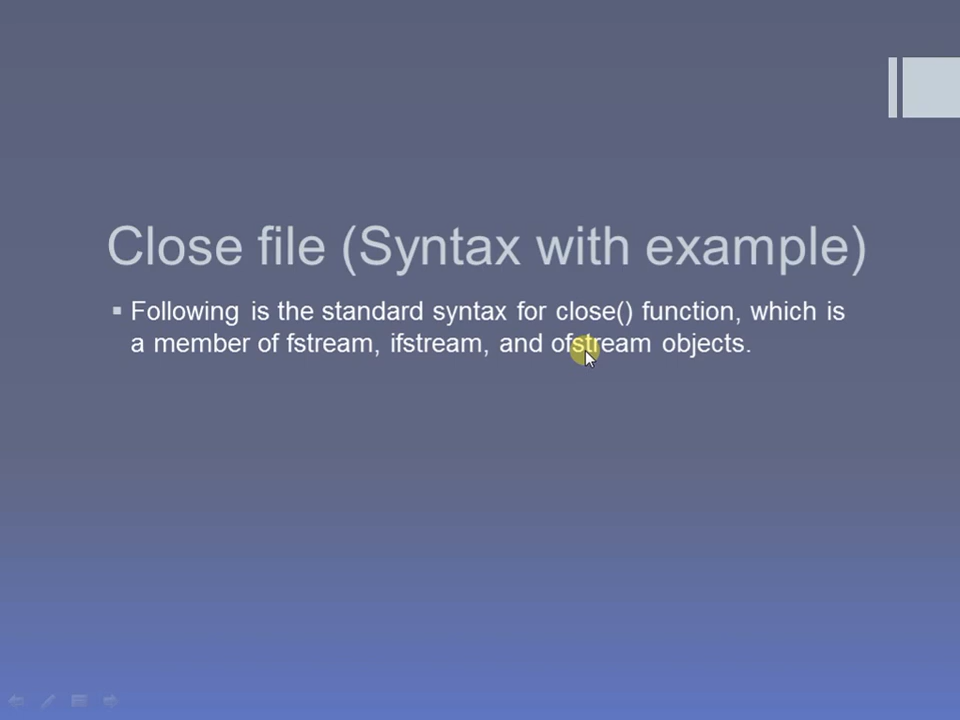 Close file (Syntax with example)
Following is the standard syntax for close() function, which is
a member of fstream, ifstream, and ofstream objects.